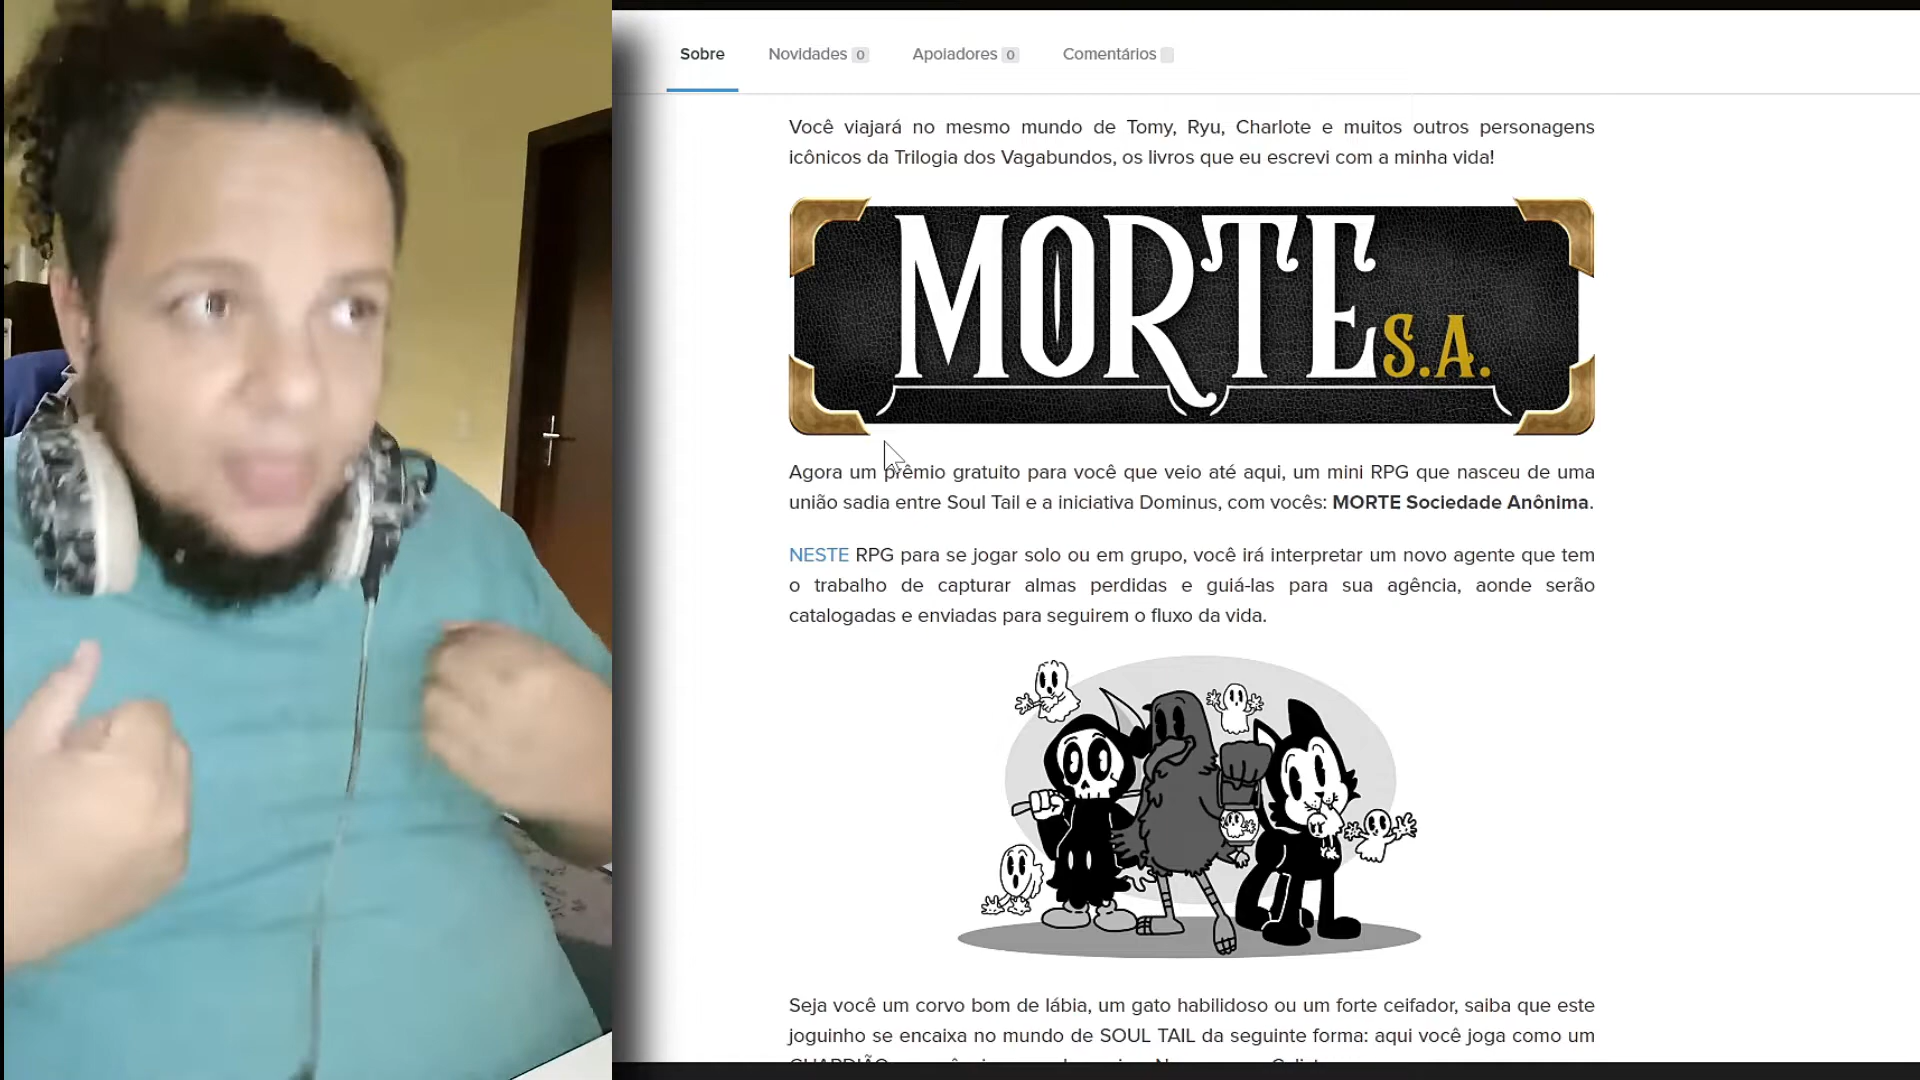 Sobre
Novidades 0
Apoiadores 0
Comentários
Você viajará no mesmo mundo de Tomy, Ryu, Charlote e muitos outros personagens
icônicos da Trilogia dos Vagabundos, os livros que eu escrevi com a minha vida!
MORTE S.A.
Agora um prêmio gratuito para você que veio até aqui, um mini RPG que nasceu de uma
união sadia entre Soul Tail e a iniciativa Dominus, com vocês: MORTE Sociedade Anônima.
NESTE RPG para se jogar solo ou em grupo, você irá interpretar um novo agente que tem
o trabalho de capturar almas perdidas e guiá-las para sua agência, aonde serão
catalogadas e enviadas para seguirem o fluxo da vida.
Seja você um corvo bom de lábia, um gato habilidoso ou um forte ceifador, saiba que este
joguinho se encaixa no mundo de SOUL TAIL da seguinte forma: aqui você joga como um
GUARDIÃO